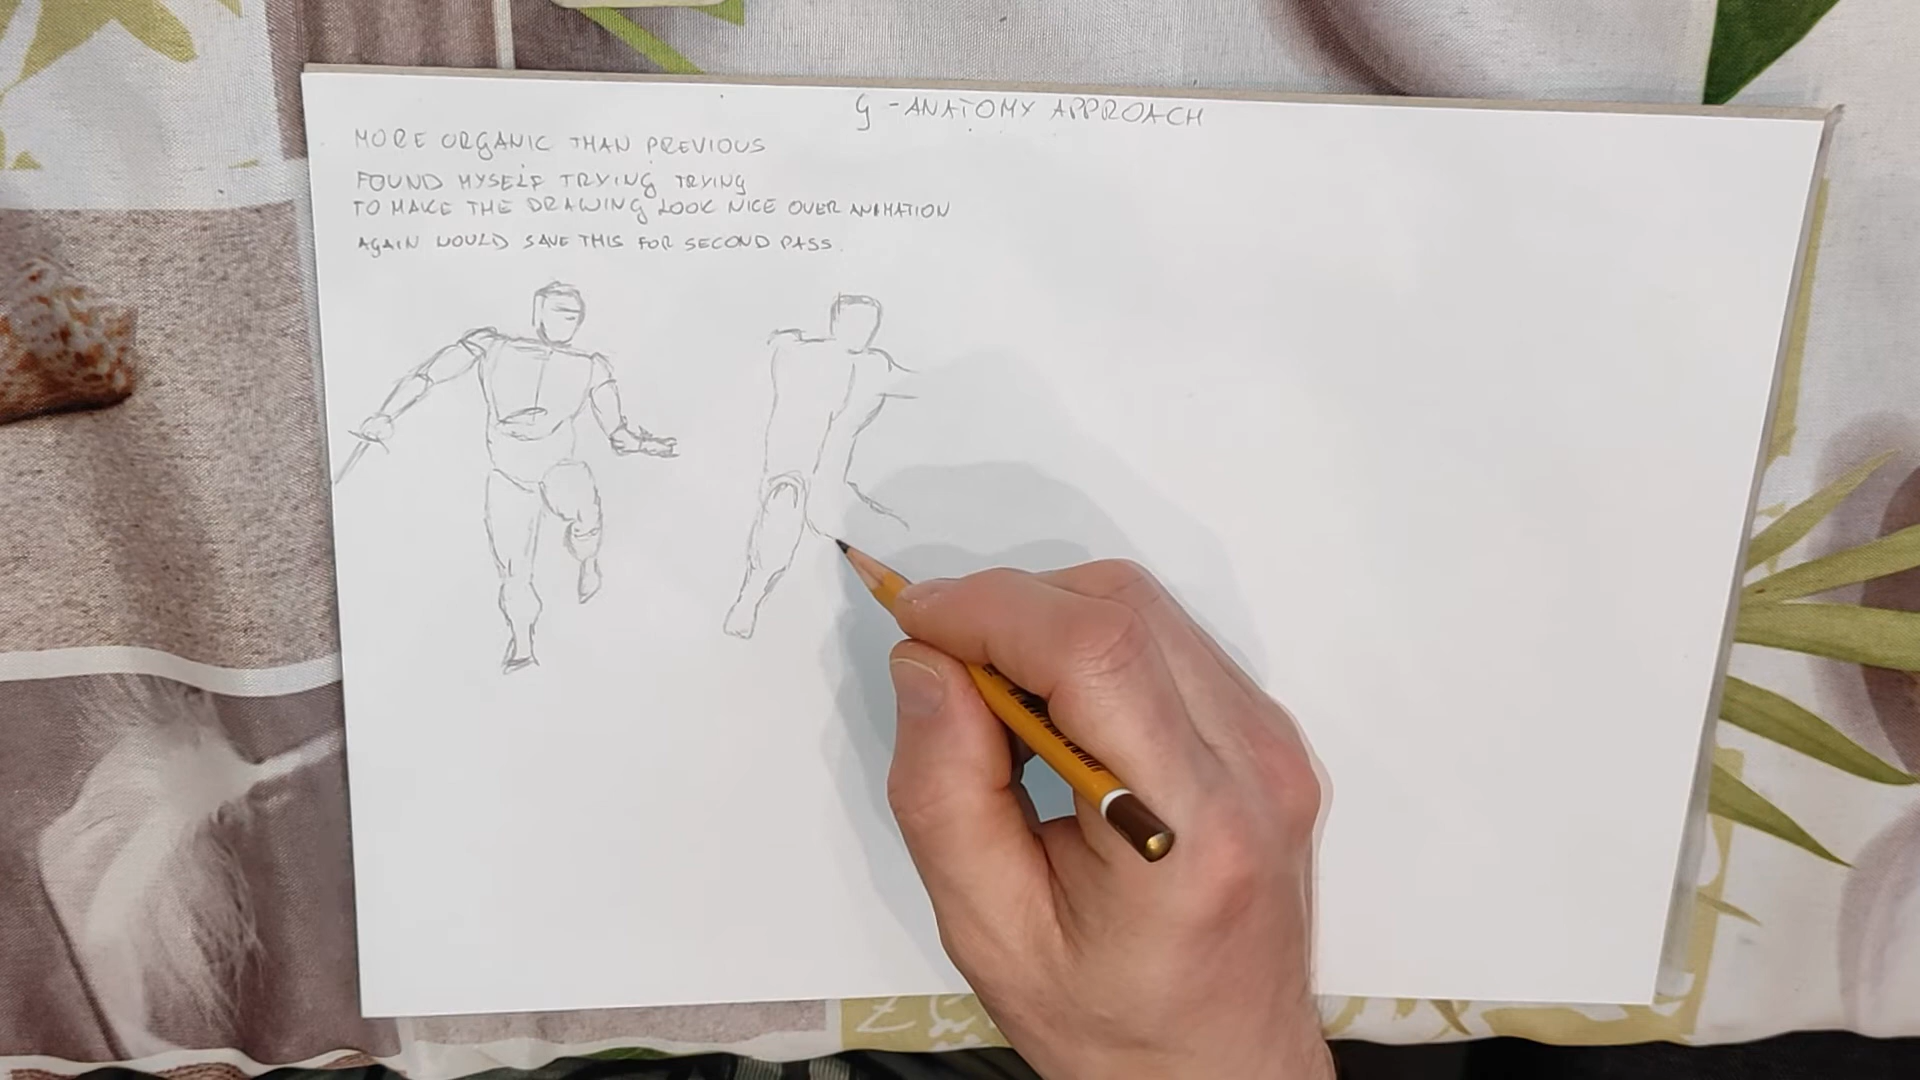 9 - ANATOMY APPROACH
MORE ORGANIC THAN PREVIOUS
FOUND MYSELF TRYING TRYING
TO MAKE THE DRAWING LOOK NICE OVER ANIMATION
AGAIN WOULD SAVE THIS FOR SECOND PASS.